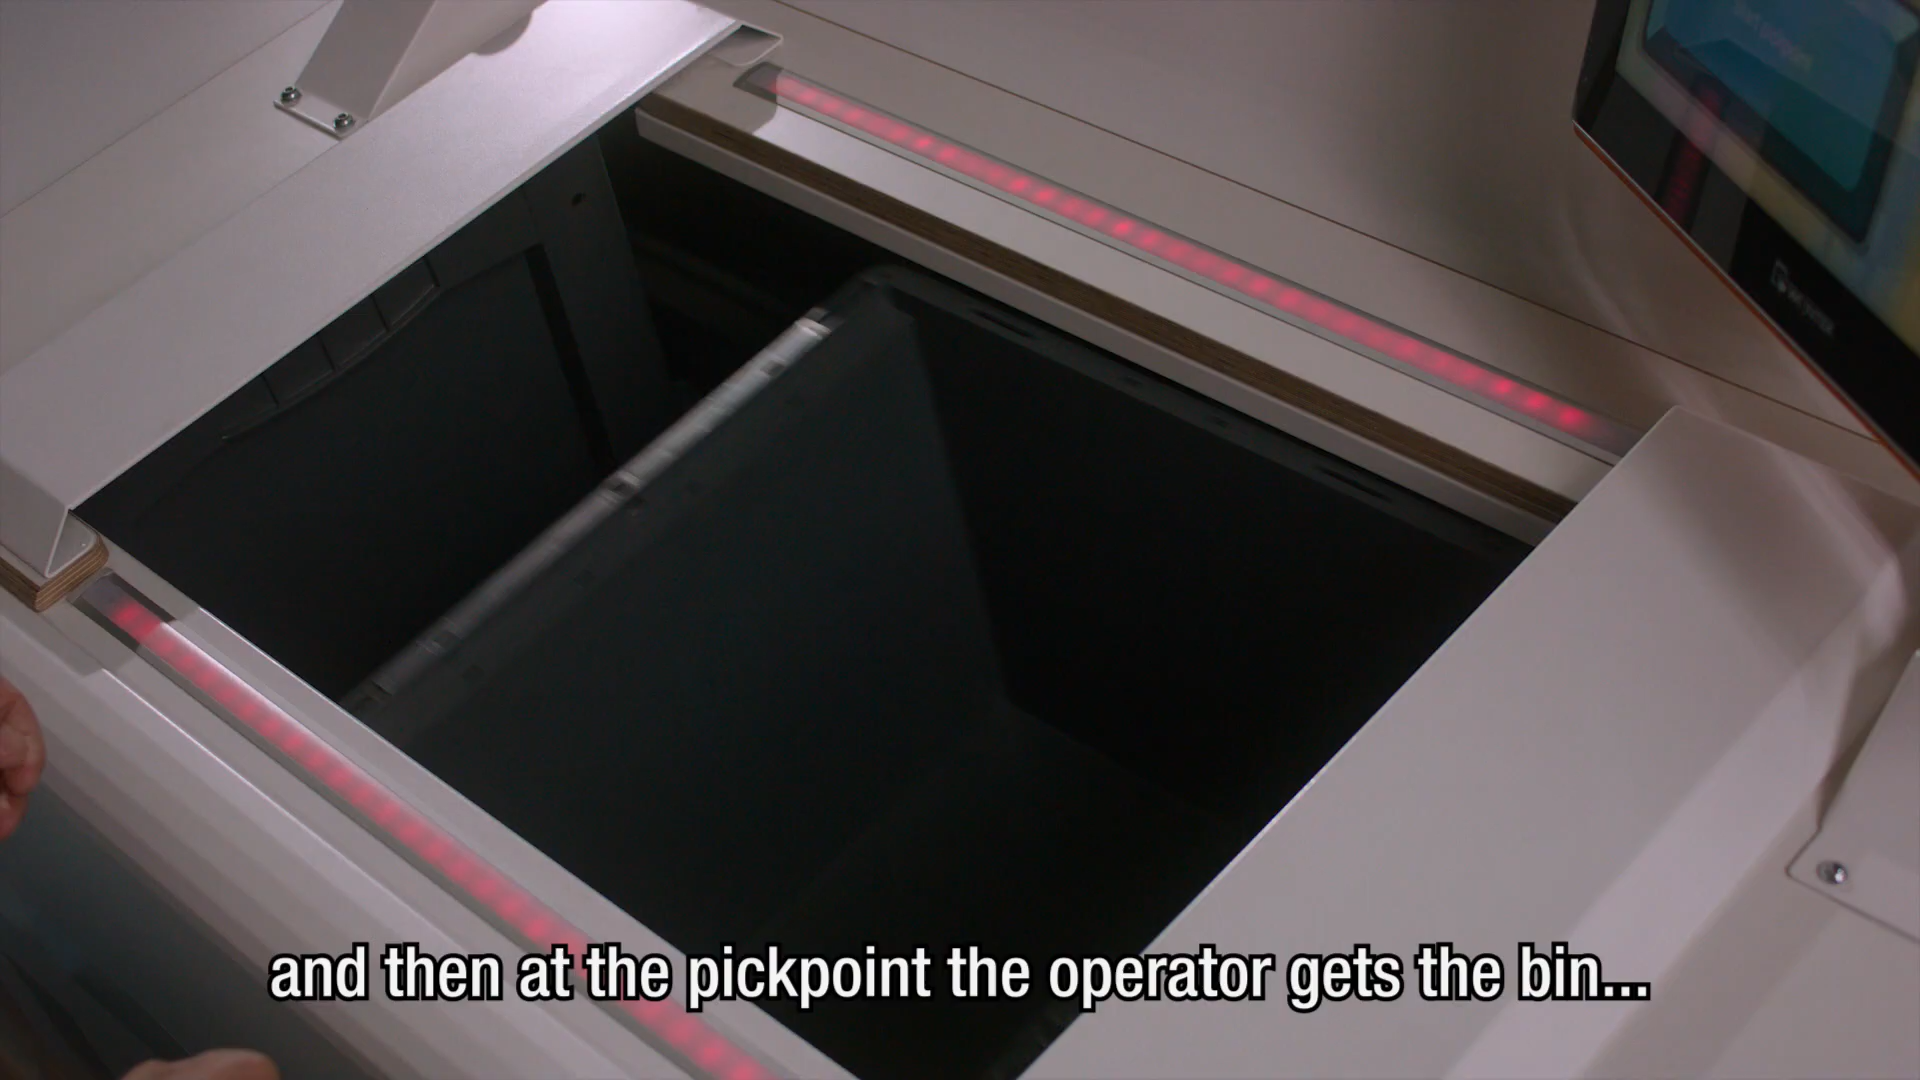 and then at the pickpoint the operator gets the bin...